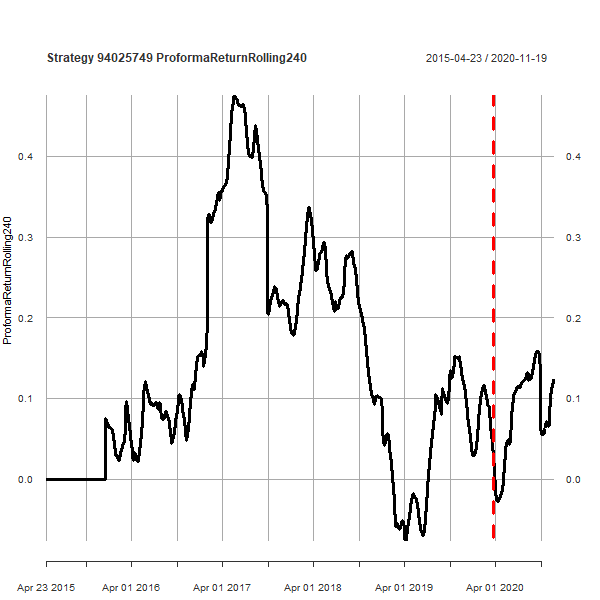 Strategy 94025749 ProformaReturnRolling240
2015-04-23 / 2020-11-19
ProformaReturnRolling240
0.4
0.3
0.2
0.1
0.0
0.4
0.3
0.2
0.1
0.0
Apr 23 2015
Apr 01 2016
Apr 01 2017
Apr 01 2018
Apr 01 2019
Apr 01 2020